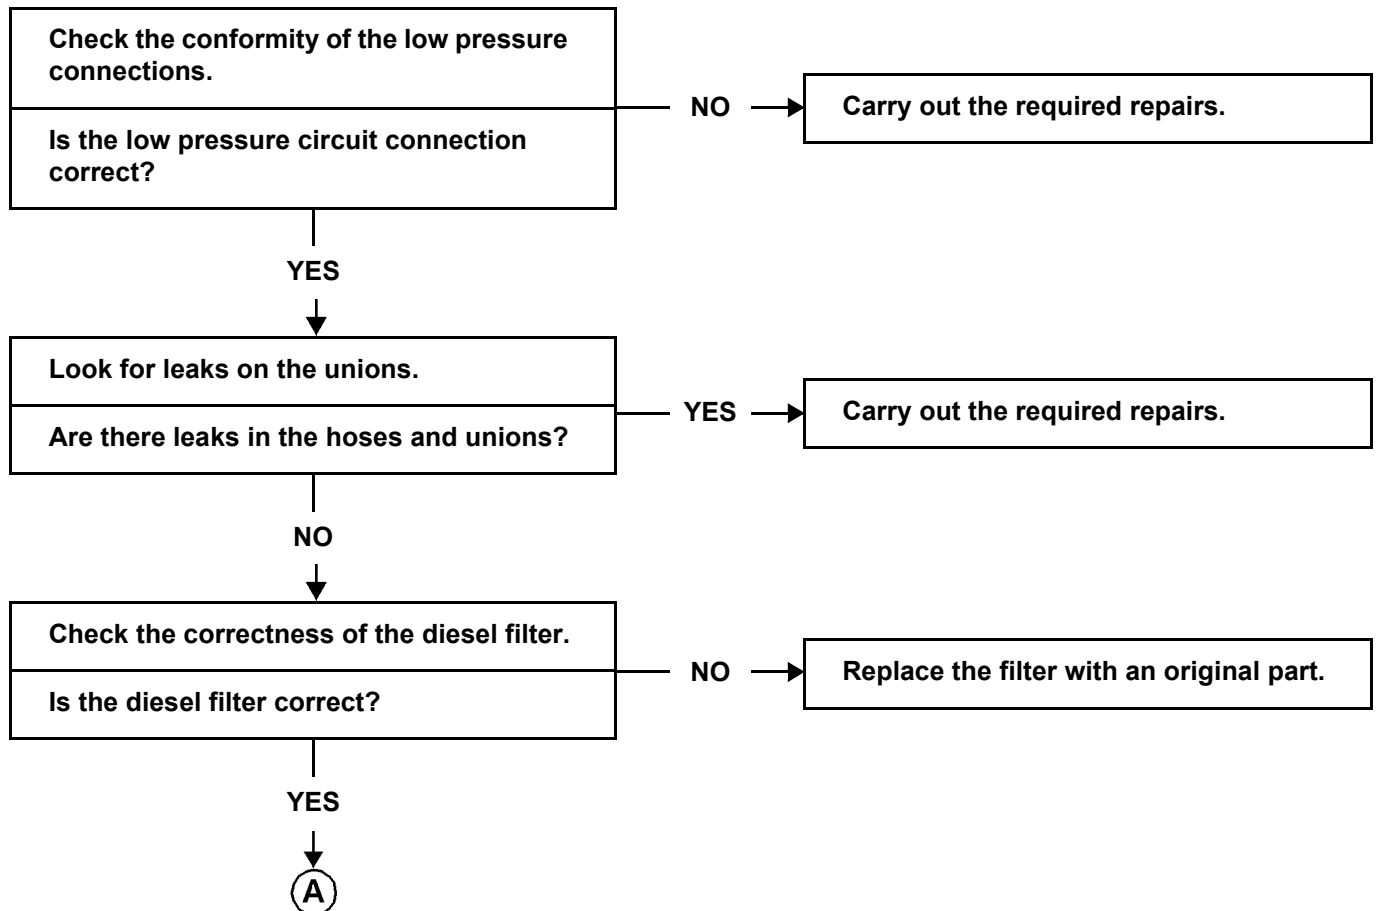 Check the conformity of the low pressure
connections.
NO
Carry out the required repairs.
Is the low pressure circuit connection
correct?
YES
Look for leaks on the unions.
YES
Carry out the required repairs.
Are there leaks in the hoses and unions?
NO
Check the correctness of the diesel filter.
NO
Replace the filter with an original part.
Is the diesel filter correct?
YES
A